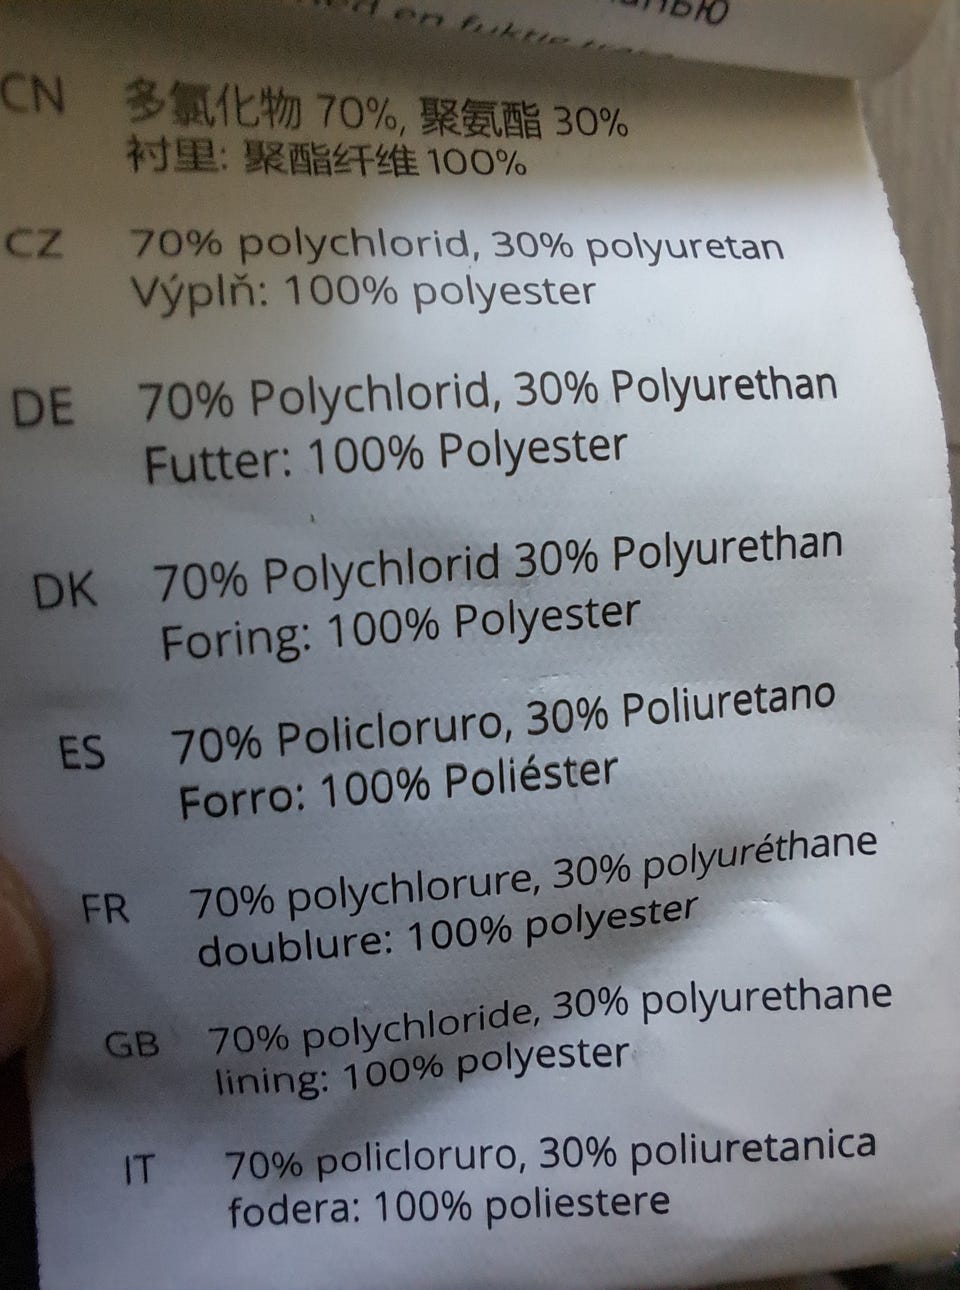 en fuktig trasa
CN 多氯化物 70%, 聚氨酯 30%
衬里: 聚酯纤维 100%
CZ 70% polychlorid, 30% polyuretan
Výplň: 100% polyester
DE 70% Polychlorid, 30% Polyurethan
Futter: 100% Polyester
DK 70% Polychlorid 30% Polyurethan
Foring: 100% Polyester
ES 70% Policloruro, 30% Poliuretano
Forro: 100% Poliéster
FR 70% polychlorure, 30% polyuréthane
doublure: 100% polyester
GB 70% polychloride, 30% polyurethane
lining: 100% polyester
IT 70% policloruro, 30% poliuretanica
fodera: 100% poliestere